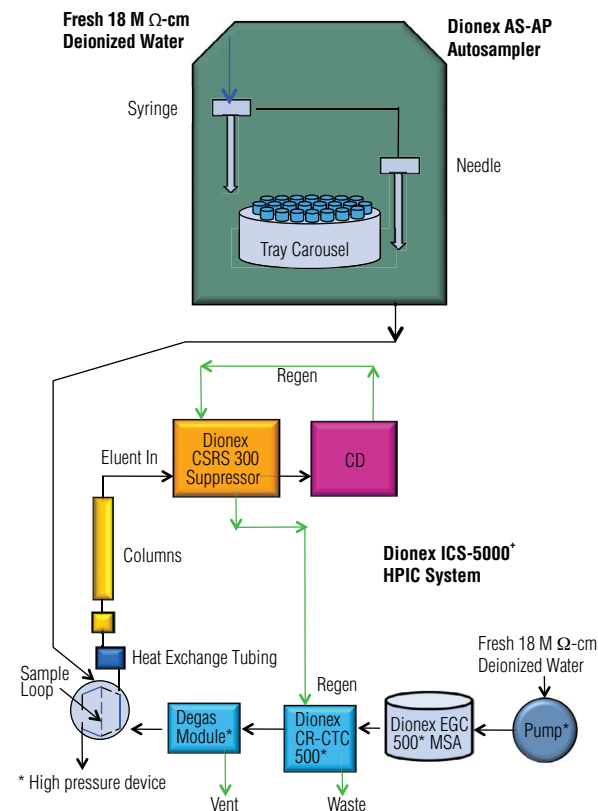 Fresh 18 M Ω-cm
Deionized Water
Dionex AS-AP
Autosampler
Syringe
Needle
Tray Carousel
Regen
Dionex
CSRS 300
Suppressor
CD
Eluent In
Columns
Dionex ICS-5000⁺
HPIC System
Heat Exchange Tubing
Fresh 18 M Ω-cm
Deionized Water
Sample
Loop
Regen
Degas
Module*
Dionex
CR-CTC
500*
Dionex EGC
500* MSA
Pump*
* High pressure device
Vent
Waste